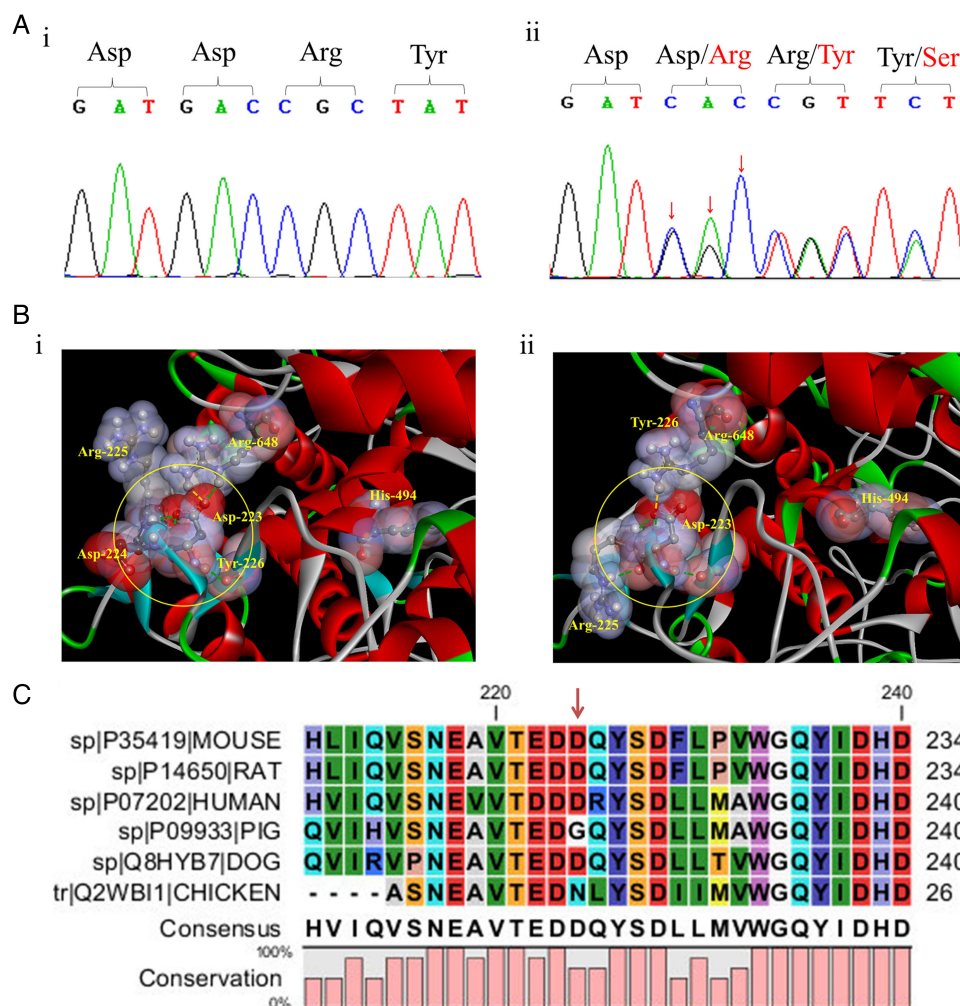 A
i
Asp Asp Arg Tyr
G A T G A C C G C T A T
ii
Asp Asp/Arg Arg/Tyr Tyr/Ser
G A T C A C C G T T C T
B
i
Arg-225
Arg-648
His-494
Asp-223
Asp-224
Tyr-226
ii
Tyr-226
Arg-648
His-494
Asp-223
Arg-225
C
220 240
sp|P35419|MOUSE HLIQVSNEAVTEDDQYSDFLPVWGQYIDHD 234
sp|P14650|RAT HLIQVSNEAVTEDDQYSDFLPVWGQYIDHD 234
sp|P07202|HUMAN HVIQVSNEVVTDDDRYSDLLMAWGQYIDHD 240
sp|P09933|PIG QVIHVSNEAVTEDGQYSDLLMAWGQYIDHD 240
sp|Q8HYB7|DOG QVIRVPNEAVTEDDQYSDLLTVWGQYIDHD 240
tr|Q2WBI1|CHICKEN - - - - ASNEAVTEDNLYSDIIMVWGQYIDHD 26
Consensus HVIQVSNEAVTEDDQYSDLLMVWGQYIDHD
100%
Conservation
0%